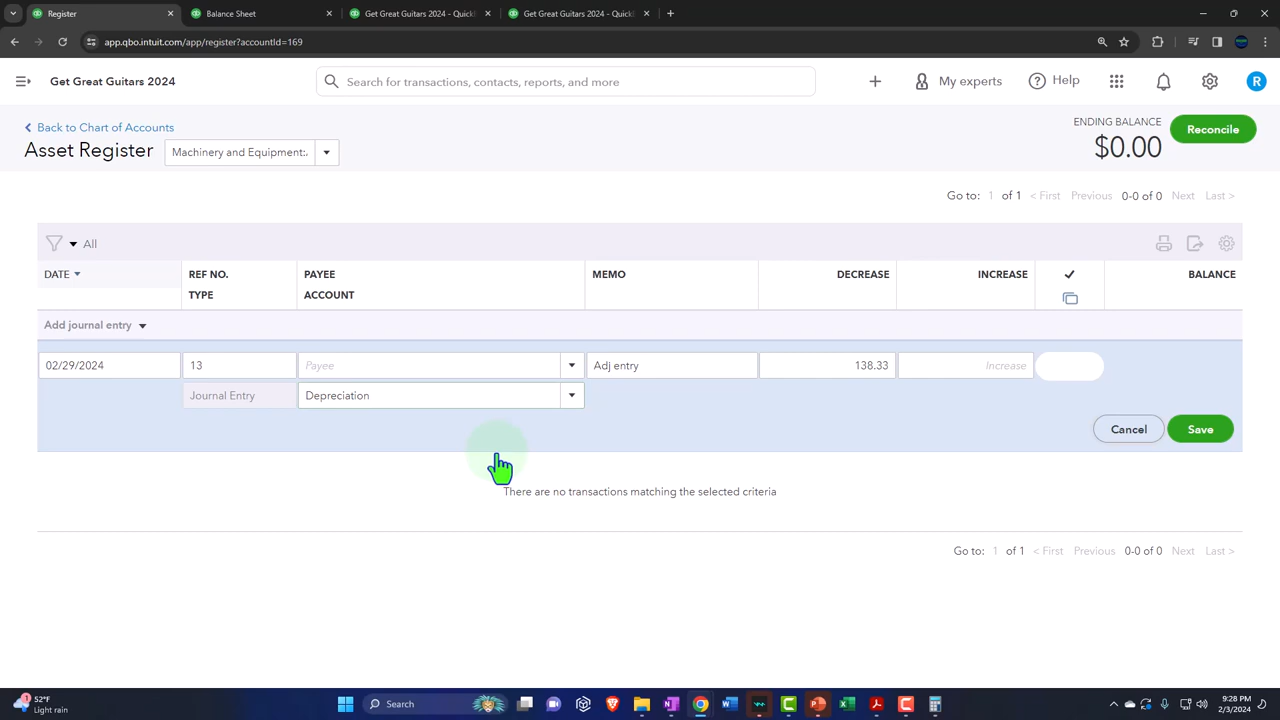 Register
Balance Sheet
Get Great Guitars 2024 - QuickB
Get Great Guitars 2024 - QuickB
app.qbo.intuit.com/app/register?accountId=169
Get Great Guitars 2024
Search for transactions, contacts, reports, and more
My experts
Help
R
Back to Chart of Accounts
ENDING BALANCE
Asset Register
Machinery and Equipment:
$0.00
Reconcile
Go to: 1 of 1 < First Previous 0-0 of 0 Next Last >
All
DATE
REF NO.
PAYEE
MEMO
DECREASE
INCREASE
✓
BALANCE
TYPE
ACCOUNT
Add journal entry
02/29/2024
13
Payee
Adj entry
138.33
Increase
Journal Entry
Depreciation
Cancel
Save
There are no transactions matching the selected criteria
Go to: 1 of 1 < First Previous 0-0 of 0 Next Last >
52°F
Light rain
Search
9:28 PM
2/3/2024